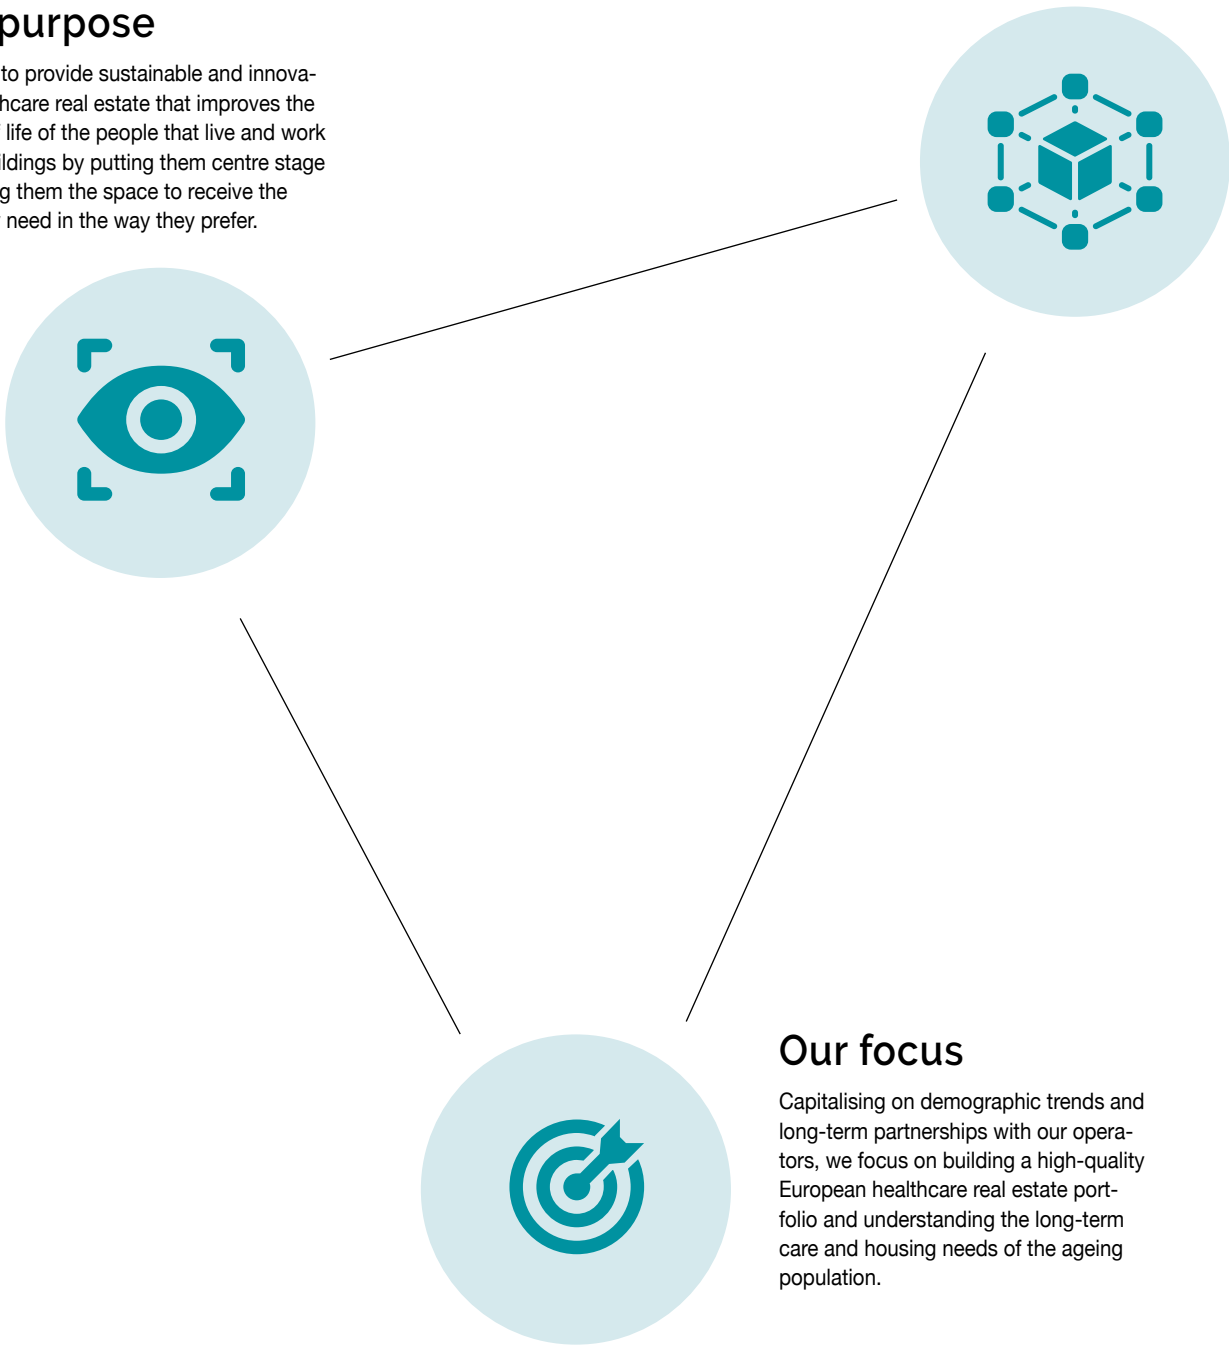 purpose
to provide sustainable and innova-
hcare real estate that improves the
life of the people that live and work
ildings by putting them centre stage
g them the space to receive the
need in the way they prefer.
Our focus
Capitalising on demographic trends and
long-term partnerships with our opera-
tors, we focus on building a high-quality
European healthcare real estate port-
folio and understanding the long-term
care and housing needs of the ageing
population.